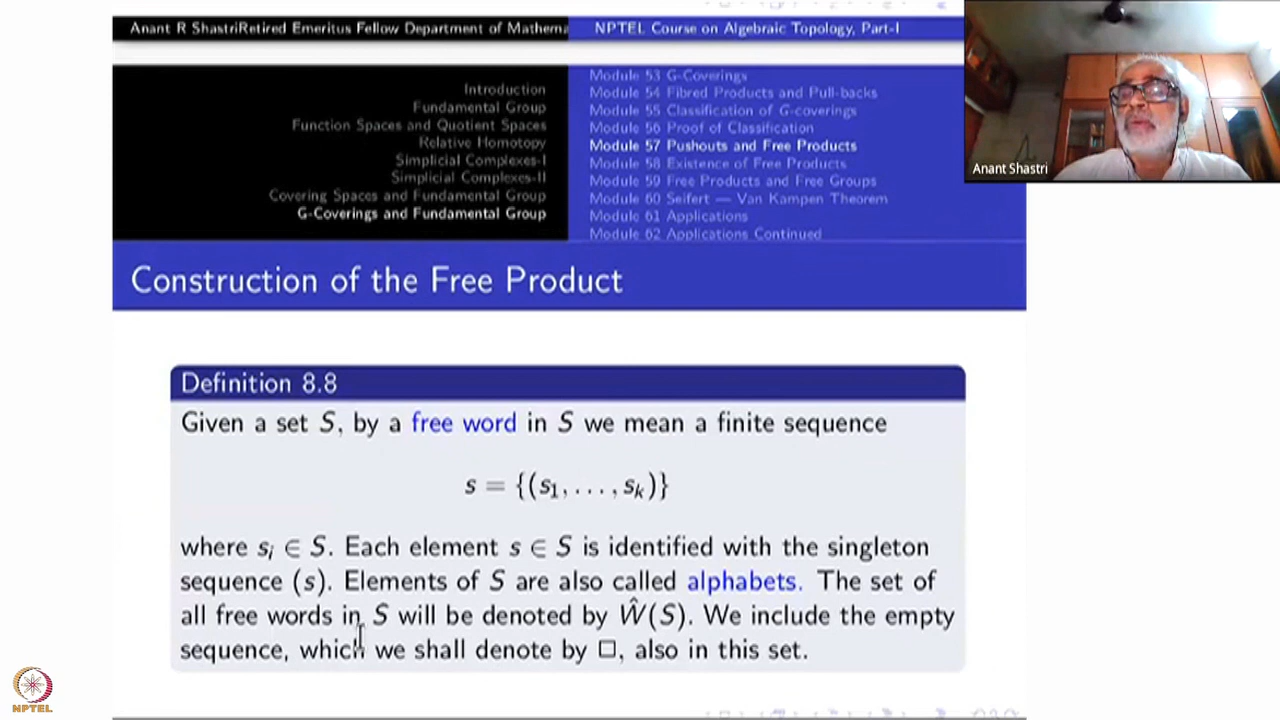 Anant R ShastriRetired Emeritus Fellow Department of Mathema
NPTEL Course on Algebraic Topology, Part-I
Introduction
Fundamental Group
Function Spaces and Quotient Spaces
Relative Homotopy
Simplicial Complexes-I
Simplicial Complexes-II
Covering Spaces and Fundamental Group
G-Coverings and Fundamental Group
Module 53 G-Coverings
Module 54 Fibred Products and Pull-backs
Module 55 Classification of G-coverings
Module 56 Proof of Classification
Module 57 Pushouts and Free Products
Module 58 Existence of Free Products
Module 59 Free Products and Free Groups
Module 60 Seifert — Van Kampen Theorem
Module 61 Applications
Module 62 Applications Continued
Anant Shastri
Construction of the Free Product
Definition 8.8
Given a set S, by a free word in S we mean a finite sequence
s = {(s₁, . . . , sₖ)}
where sᵢ ∈ S. Each element s ∈ S is identified with the singleton
sequence (s). Elements of S are also called alphabets. The set of
all free words in S will be denoted by Ŵ(S). We include the empty
sequence, which we shall denote by □, also in this set.
NPTEL